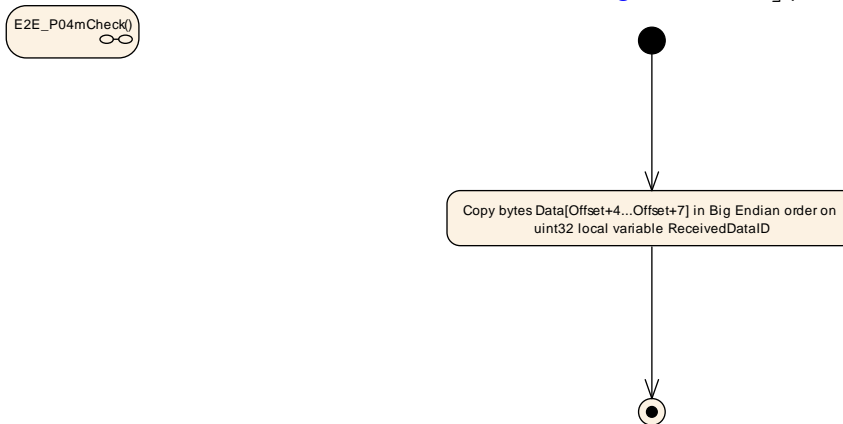 E2E_P04mCheck()
Copy bytes Data[Offset+4...Offset+7] in Big Endian order on
uint32 local variable ReceivedDataID